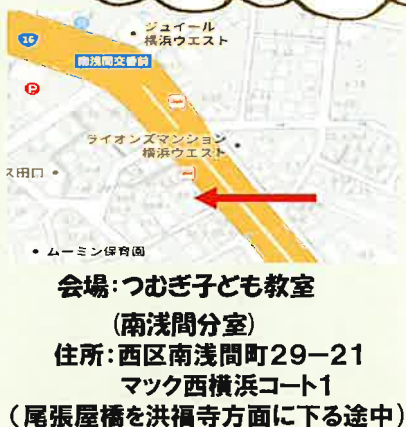 ジュイール
横浜ウエスト
16
南浅間交番前
P
ライオンズマンション
横浜ウエスト
ス田口
ムーミン保育園
会場：つむぎ子ども教室
(南浅間分室)
住所：西区南浅間町29－21
マック西横浜コート1
（尾張屋橋を洪福寺方面に下る途中）